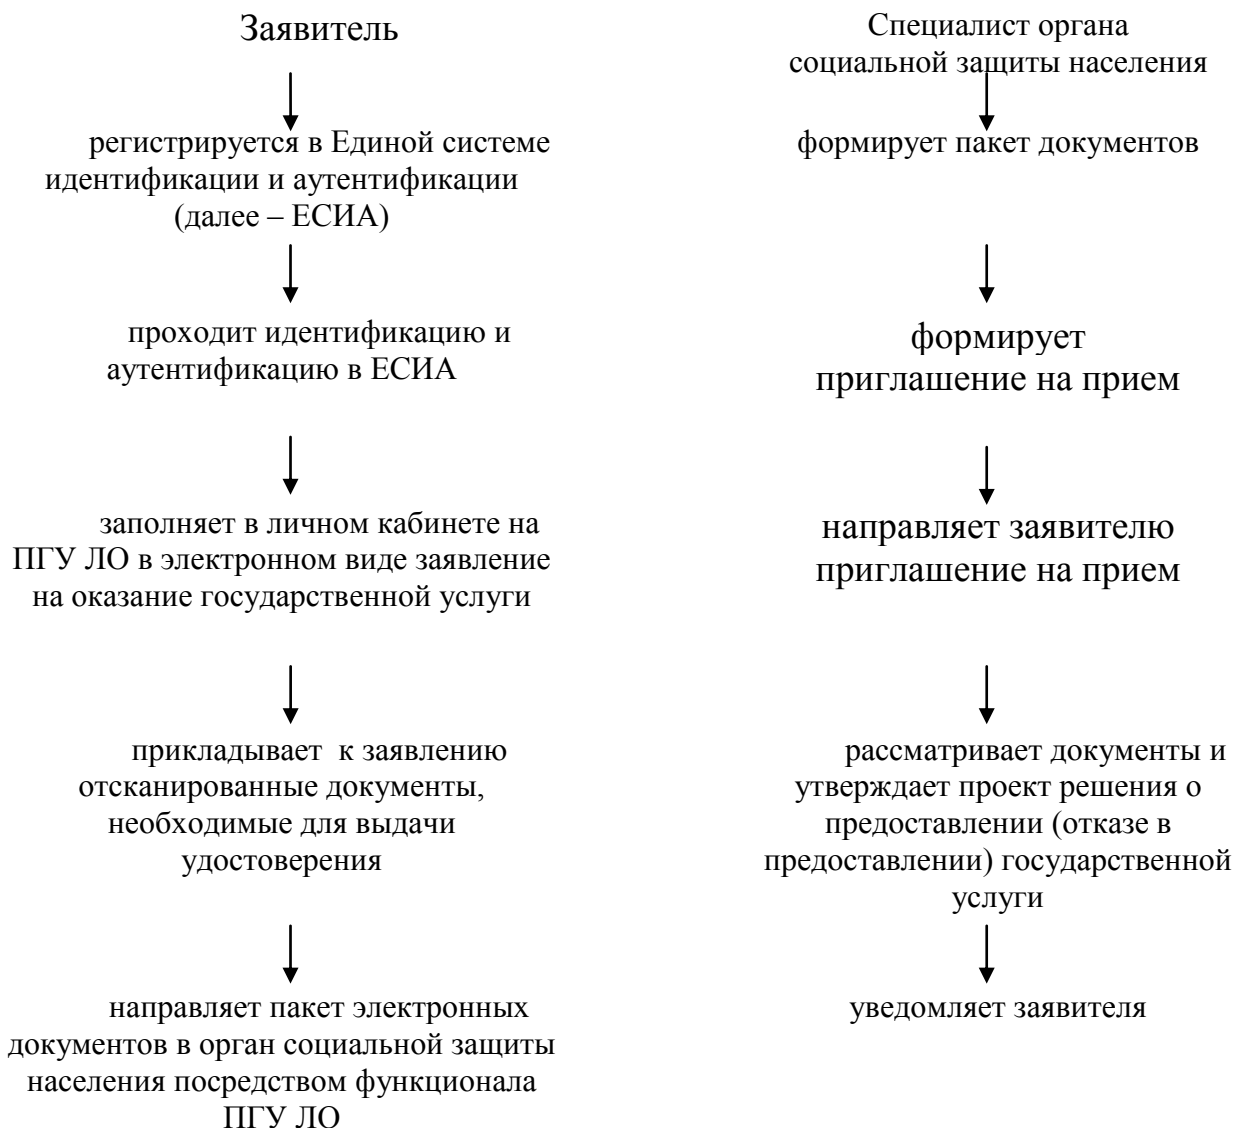 Заявитель
регистрируется в Единой системе
идентификации и аутентификации
(далее – ЕСИА)
проходит идентификацию и
аутентификацию в ЕСИА
заполняет в личном кабинете на
ПГУ ЛО в электронном виде заявление
на оказание государственной услуги
прикладывает к заявлению
отсканированные документы,
необходимые для выдачи
удостоверения
направляет пакет электронных
документов в орган социальной защиты
населения посредством функционала
ПГУ ЛО
Специалист органа
социальной защиты населения
формирует пакет документов
формирует
приглашение на прием
направляет заявителю
приглашение на прием
рассматривает документы и
утверждает проект решения о
предоставлении (отказе в
предоставлении) государственной
услуги
уведомляет заявителя